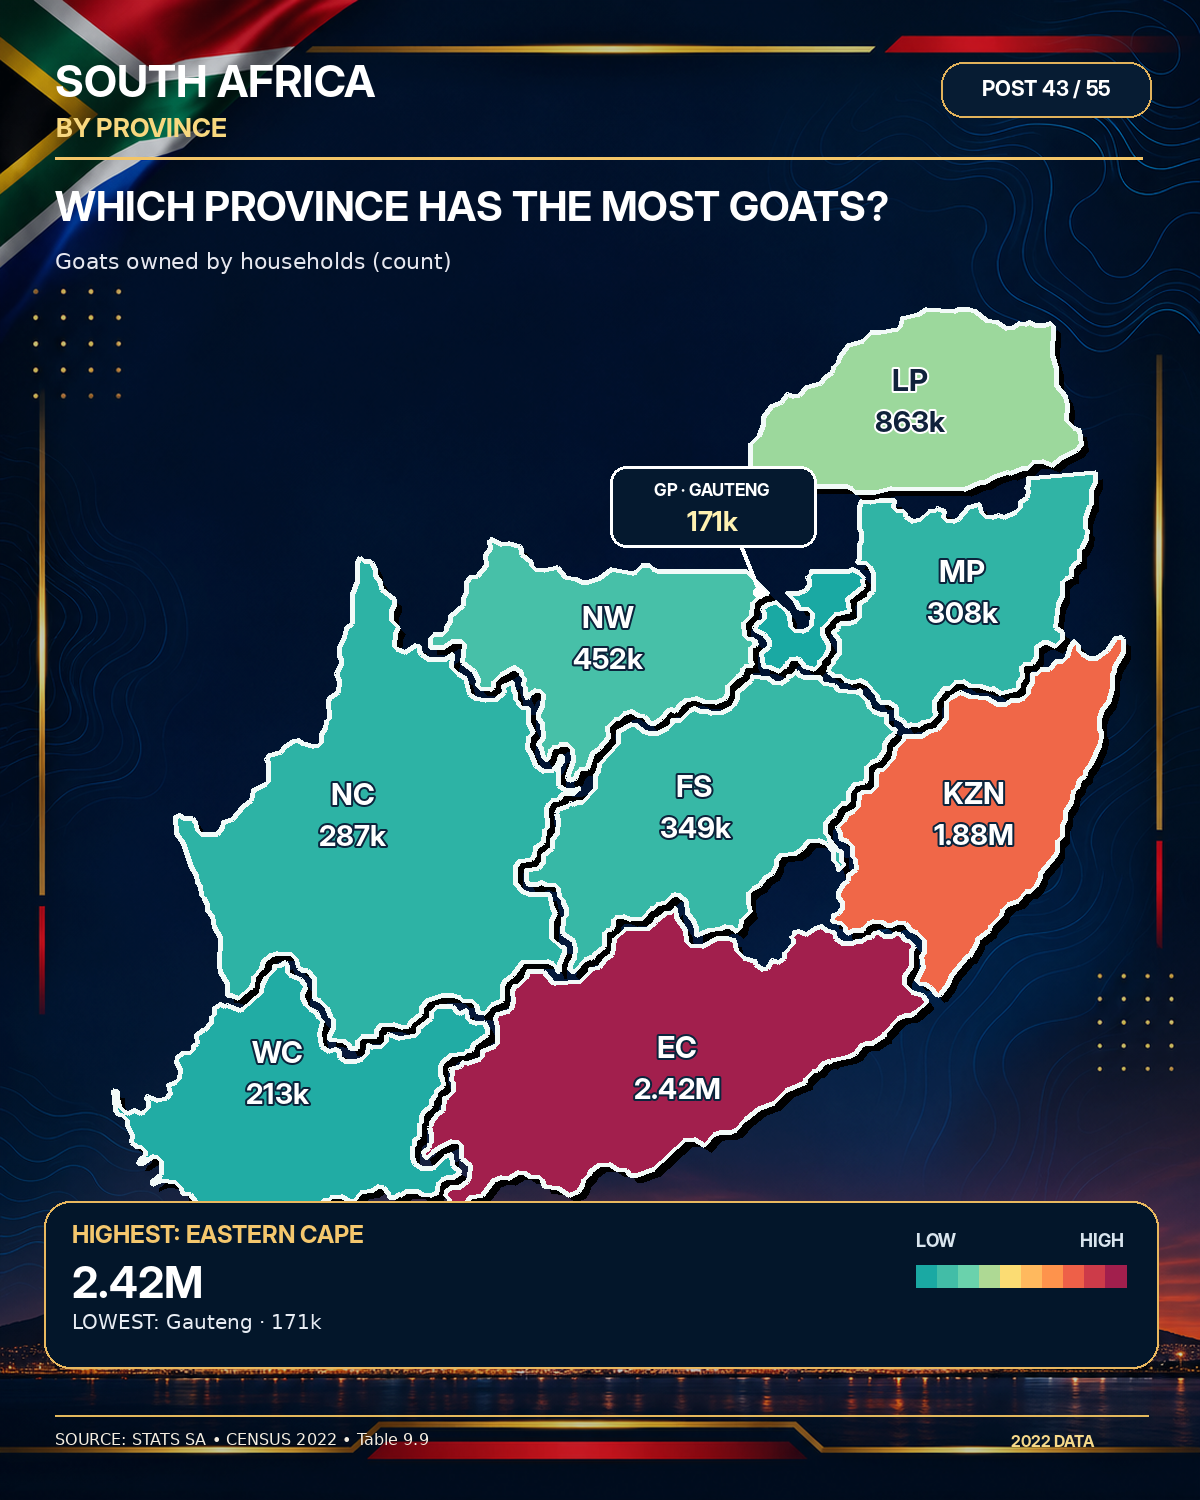 SOUTH AFRICA
BY PROVINCE
POST 43 / 55
WHICH PROVINCE HAS THE MOST GOATS?
Goats owned by households (count)
LP
863k
GP · GAUTENG
171k
MP
308k
NW
452k
NC
287k
FS
349k
KZN
1.88M
WC
213k
EC
2.42M
HIGHEST: EASTERN CAPE
2.42M
LOWEST: Gauteng · 171k
LOW HIGH
SOURCE: STATS SA • CENSUS 2022 • Table 9.9
2022 DATA